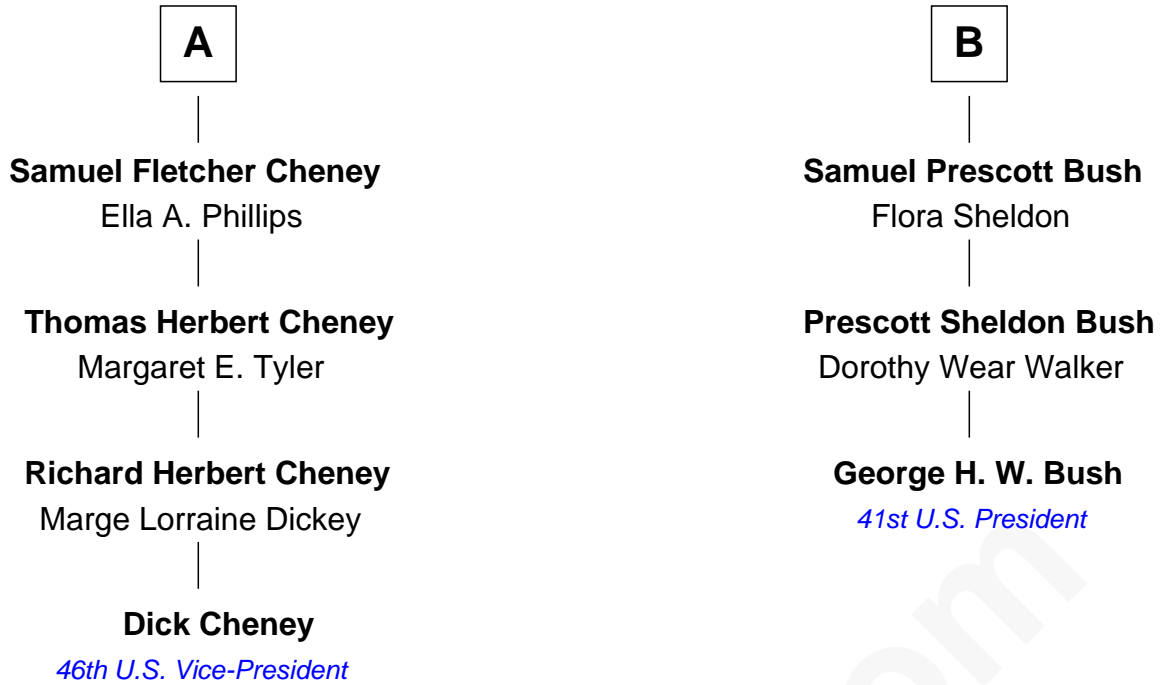 A
Samuel Fletcher Cheney
Ella A. Phillips
Thomas Herbert Cheney
Margaret E. Tyler
Richard Herbert Cheney
Marge Lorraine Dickey
Dick Cheney
46th U.S. Vice-President
B
Samuel Prescott Bush
Flora Sheldon
Prescott Sheldon Bush
Dorothy Wear Walker
George H. W. Bush
41st U.S. President
om